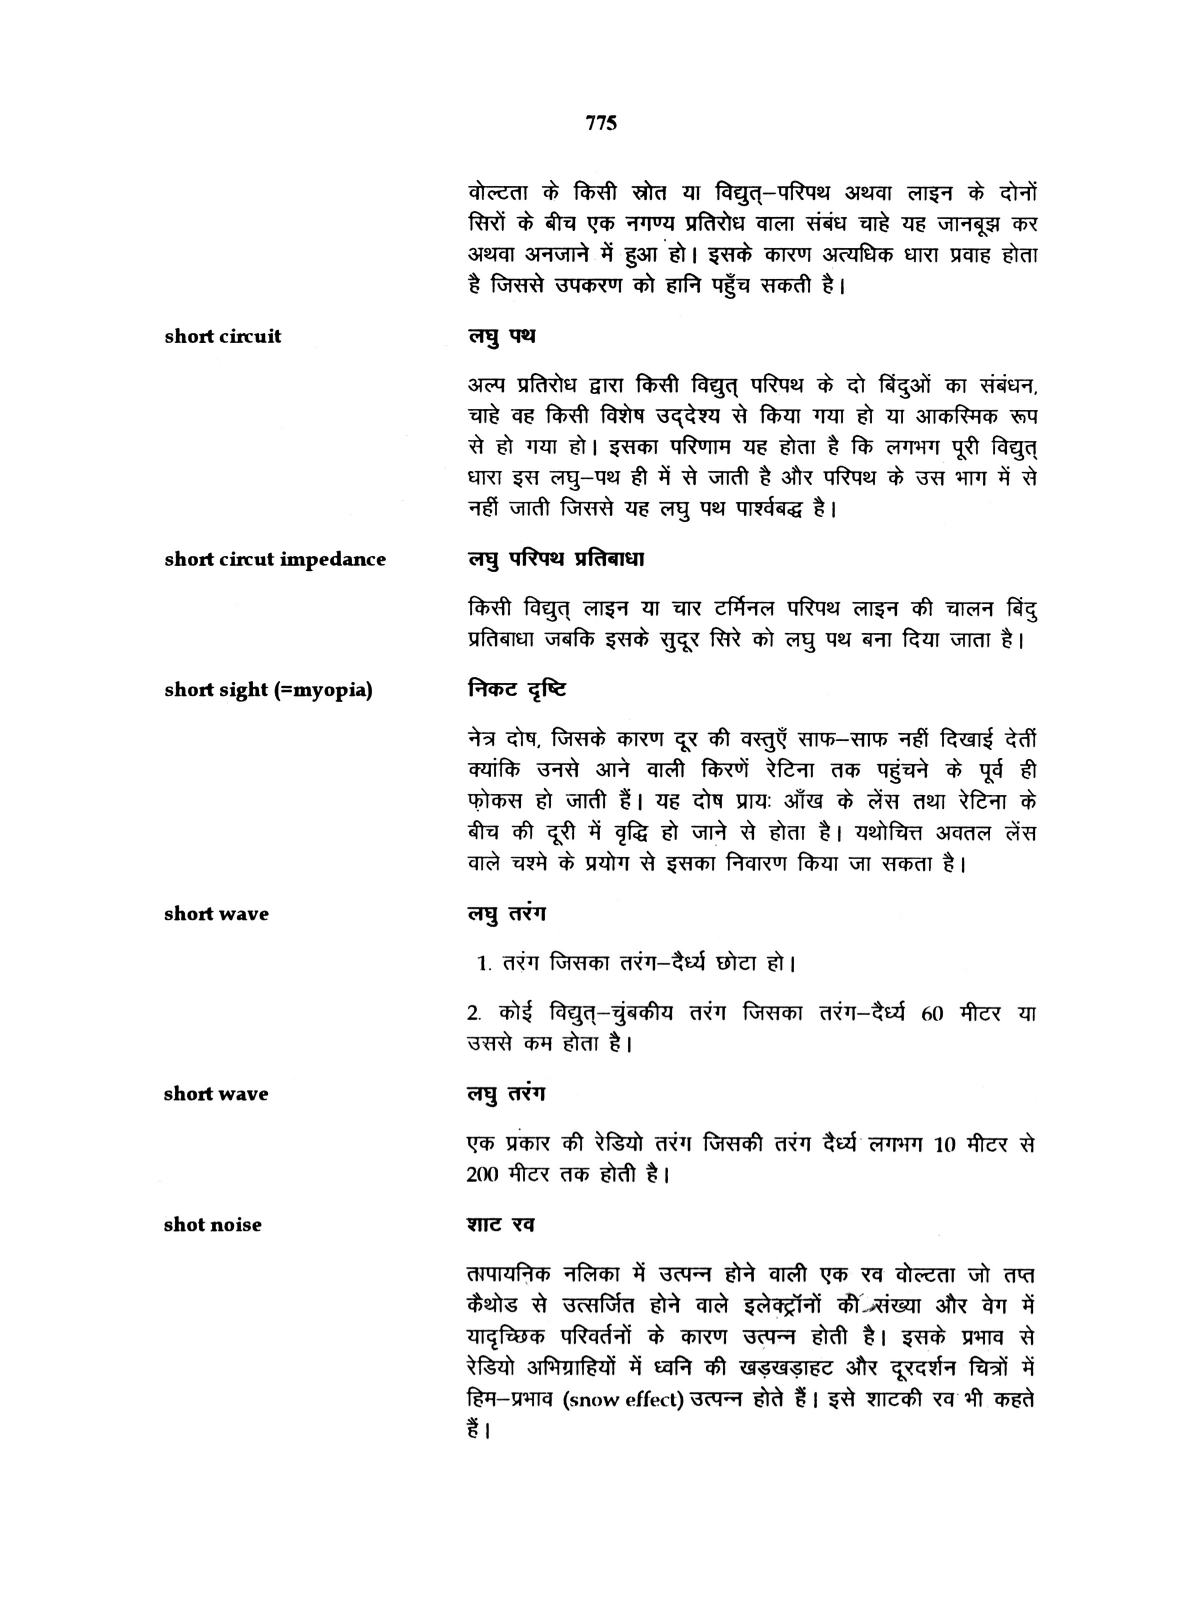 775
वोल्टता के किसी स्रोत या विद्युत्–परिपथ अथवा लाइन के दोनों
सिरों के बीच एक नगण्य प्रतिरोध वाला संबंध चाहे यह जानबूझ कर
अथवा अनजाने में हुआ हो। इसके कारण अत्यधिक धारा प्रवाह होता
है जिससे उपकरण को हानि पहुँच सकती है।
short circuit लघु पथ
अल्प प्रतिरोध द्वारा किसी विद्युत् परिपथ के दो बिंदुओं का संबंधन,
चाहे वह किसी विशेष उद्‌देश्य से किया गया हो या आकस्मिक रूप
से हो गया हो। इसका परिणाम यह होता है कि लगभग पूरी विद्युत्
धारा इस लघु–पथ ही में से जाती है और परिपथ के उस भाग में से
नहीं जाती जिससे यह लघु पथ पार्श्वबद्ध है।
short circut impedance लघु परिपथ प्रतिबाधा
किसी विद्युत् लाइन या चार टर्मिनल परिपथ लाइन की चालन बिंदु
प्रतिबाधा जबकि इसके सुदूर सिरे को लघु पथ बना दिया जाता है।
short sight (=myopia) निकट दृष्टि
नेत्र दोष, जिसके कारण दूर की वस्तुएँ साफ–साफ नहीं दिखाई देतीं
क्यांकि उनसे आने वाली किरणें रेटिना तक पहुंचने के पूर्व ही
फ़ोकस हो जाती हैं। यह दोष प्रायः आँख के लेंस तथा रेटिना के
बीच की दूरी में वृद्धि हो जाने से होता है। यथोचित्त अवतल लेंस
वाले चश्मे के प्रयोग से इसका निवारण किया जा सकता है।
short wave लघु तरंग
1. तरंग जिसका तरंग–दैर्ध्य छोटा हो।
2. कोई विद्युत्–चुंबकीय तरंग जिसका तरंग–दैर्ध्य 60 मीटर या
उससे कम होता है।
short wave लघु तरंग
एक प्रकार की रेडियो तरंग जिसकी तरंग दैर्ध्य लगभग 10 मीटर से
200 मीटर तक होती है।
shot noise शाट रव
तापायनिक नलिका में उत्पन्न होने वाली एक रव वोल्टता जो तप्त
कैथोड से उत्सर्जित होने वाले इलेक्ट्रॉनों की संख्या और वेग में
यादृच्छिक परिवर्तनों के कारण उत्पन्न होती है। इसके प्रभाव से
रेडियो अभिग्राहियों में ध्वनि की खड़खड़ाहट और दूरदर्शन चित्रों में
हिम–प्रभाव (snow effect) उत्पन्न होते हैं। इसे शाटकी रव भी कहते
हैं।